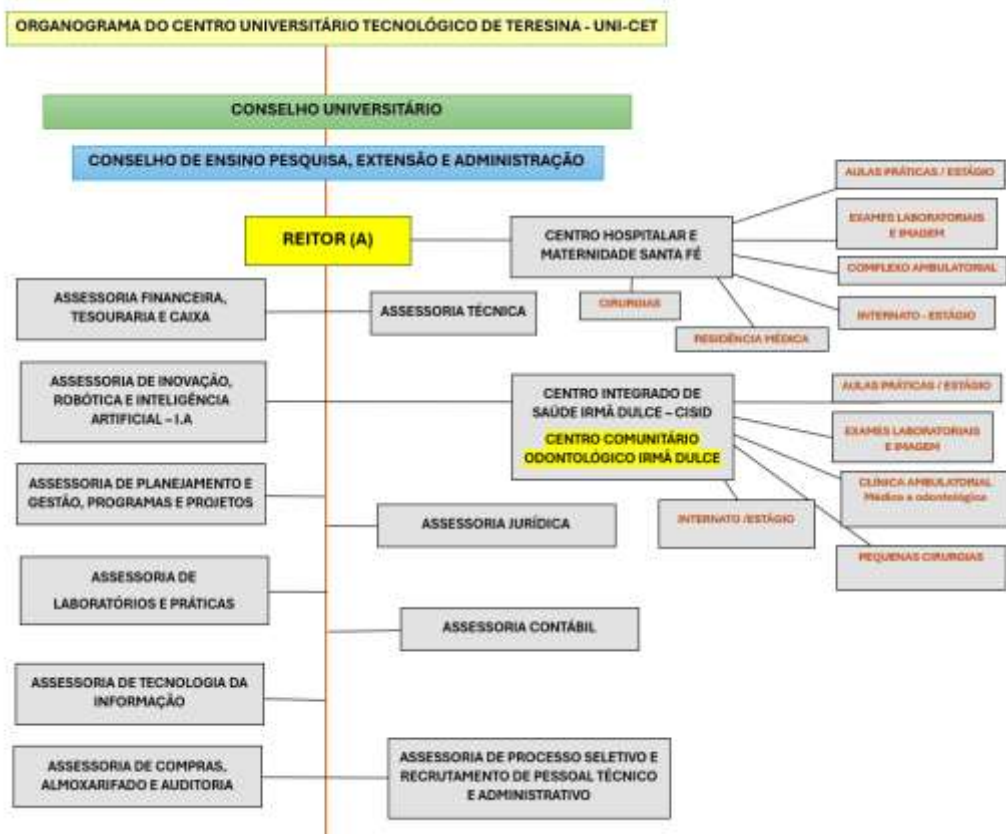 ORGANOGRAMA DO CENTRO UNIVERSITÁRIO TECNOLÓGICO DE TERESINA - UNI-CET
CONSELHO UNIVERSITÁRIO
CONSELHO DE ENSINO PESQUISA, EXTENSÃO E ADMINISTRAÇÃO
REITOR (A)
CENTRO HOSPITALAR E
MATERNIDADE SANTA FÉ
AULAS PRÁTICAS / ESTÁGIO
EXAMES LABORATORIAIS
E IMAGEM
COMPLEXO AMBULATORIAL
INTERNATO - ESTÁGIO
CIRURGIAS
RESIDÊNCIA MÉDICA
ASSESSORIA FINANCEIRA,
TESOURARIA E CAIXA
ASSESSORIA TÉCNICA
ASSESSORIA DE INOVAÇÃO,
ROBÓTICA E INTELIGÊNCIA
ARTIFICIAL – I.A
CENTRO INTEGRADO DE
SAÚDE IRMÃ DULCE – CISID
CENTRO COMUNITÁRIO
ODONTOLÓGICO IRMÃ DULCE
AULAS PRÁTICAS / ESTÁGIO
EXAMES LABORATORIAIS
E IMAGEM
CLÍNICA AMBULATORIAL
Médico e odontológico
PEQUENAS CIRURGIAS
INTERNATO /ESTÁGIO
ASSESSORIA DE PLANEJAMENTO E
GESTÃO, PROGRAMAS E PROJETOS
ASSESSORIA JURÍDICA
ASSESSORIA DE
LABORATÓRIOS E PRÁTICAS
ASSESSORIA CONTÁBIL
ASSESSORIA DE TECNOLOGIA DA
INFORMAÇÃO
ASSESSORIA DE COMPRAS,
ALMOXARIFADO E AUDITORIA
ASSESSORIA DE PROCESSO SELETIVO E
RECRUTAMENTO DE PESSOAL TÉCNICO
E ADMINISTRATIVO